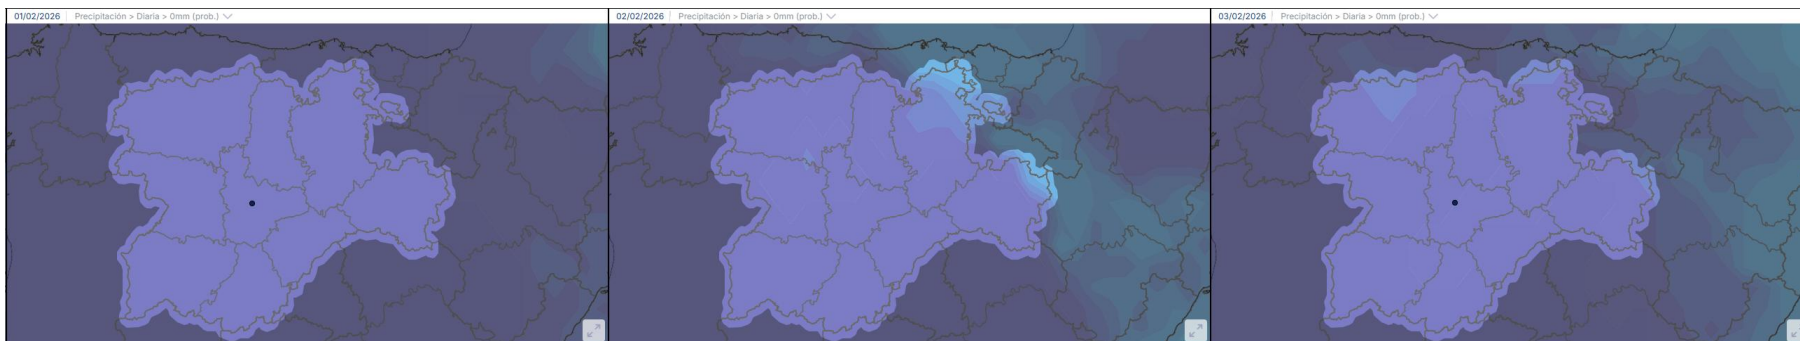 01/02/2026 Precipitación > Diaria > 0mm (prob.)
02/02/2026 Precipitación > Diaria > 0mm (prob.)
03/02/2026 Precipitación > Diaria > 0mm (prob.)